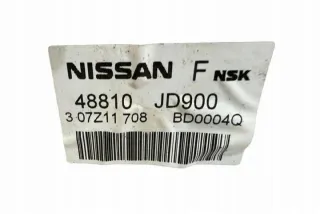 NISSAN F NSK
48810 JD900
3 07Z11 708 BD0004Q